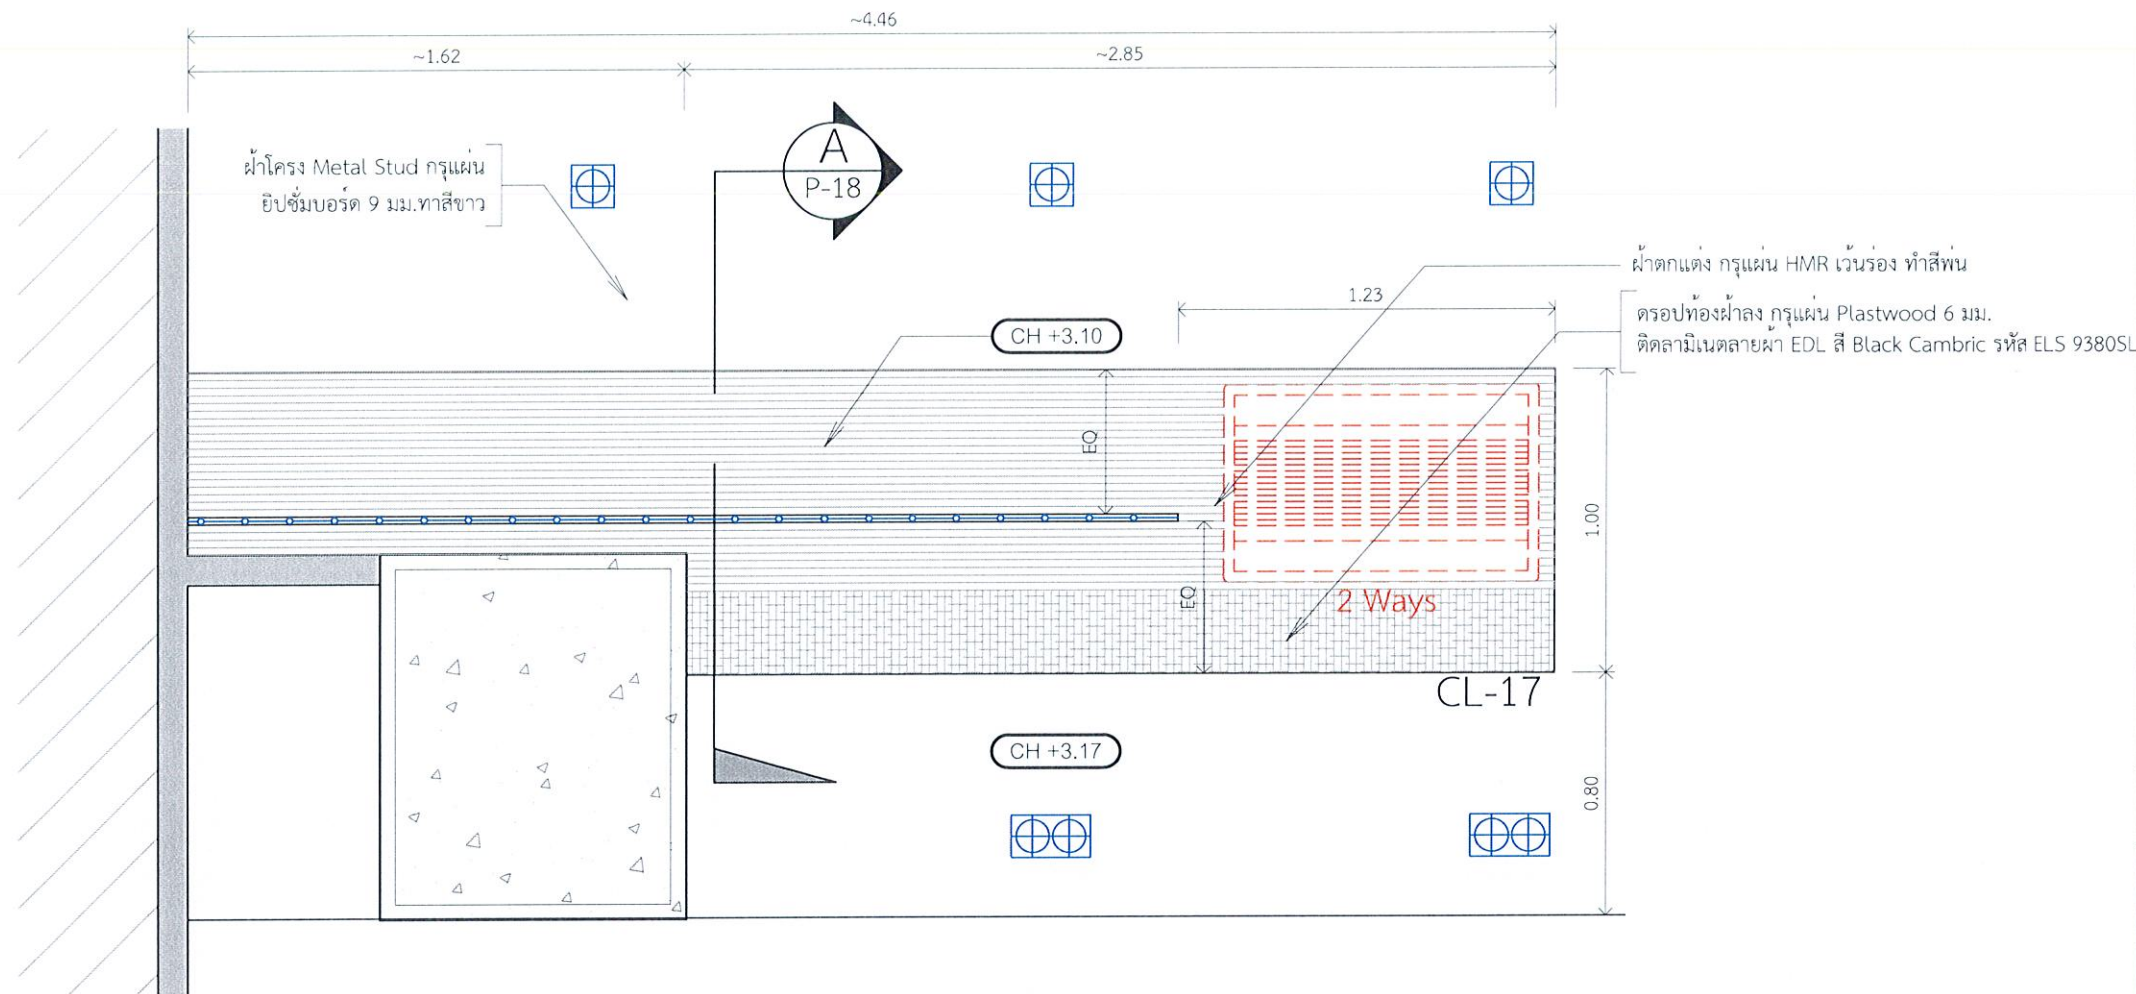 ~4.46
~1.62
~2.85
A
P-18
ฝ้าโครง Metal Stud กรุแผ่น
ยิปซั่มบอร์ด 9 มม.ทาสีขาว
ฝ้าตกแต่ง กรุแผ่น HMR เว้นร่อง ทำสีพ่น
1.23
ดรอปท้องฝ้าลง กรุแผ่น Plastwood 6 มม.
ติดลามิเนตลายผ้า EDL สี Black Cambric รหัส ELS 9380SL
CH +3.10
EQ
1.00
EQ
2 Ways
CL-17
CH +3.17
0.80